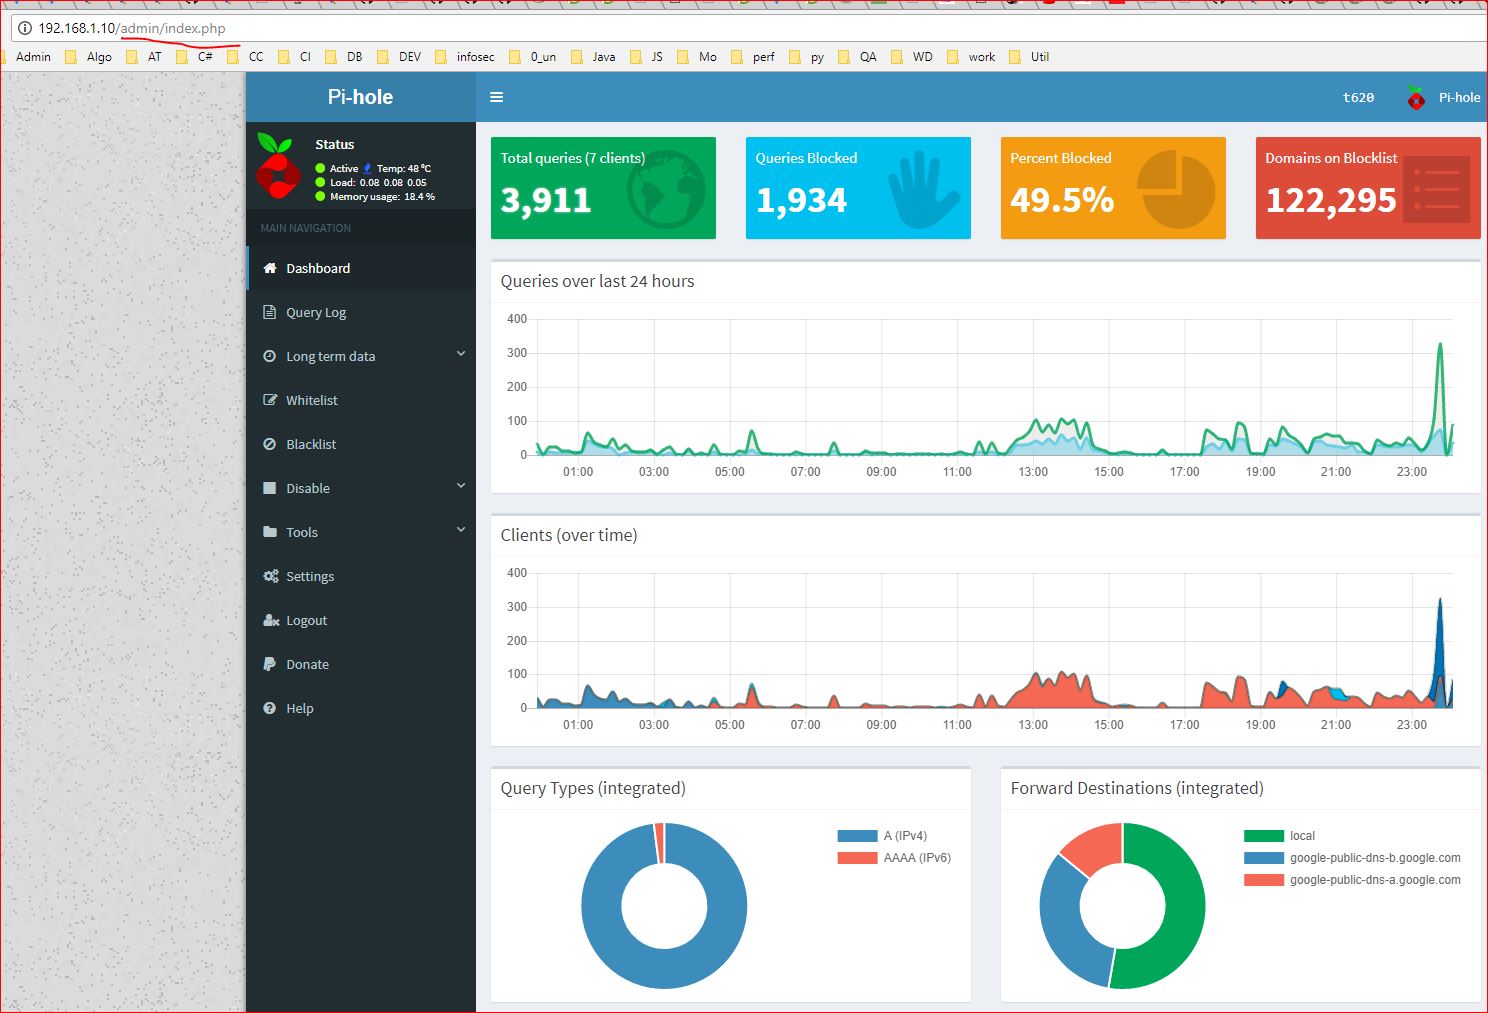 192.168.1.10/admin/index.php
Admin Algo AT C# CC CI DB DEV infosec 0_un Java JS Mo perf py QA WD work Util
Pi-hole
t620 Pi-hole
Status
Active Temp: 48 °C
Load: 0.08 0.08 0.05
Memory usage: 18.4 %
MAIN NAVIGATION
Dashboard
Query Log
Long term data
Whitelist
Blacklist
Disable
Tools
Settings
Logout
Donate
Help
Total queries (7 clients)
3,911
Queries Blocked
1,934
Percent Blocked
49.5%
Domains on Blocklist
122,295
Queries over last 24 hours
400
300
200
100
0
01:00 03:00 05:00 07:00 09:00 11:00 13:00 15:00 17:00 19:00 21:00 23:00
Clients (over time)
400
300
200
100
0
01:00 03:00 05:00 07:00 09:00 11:00 13:00 15:00 17:00 19:00 21:00 23:00
Query Types (integrated)
A (IPv4)
AAAA (IPv6)
Forward Destinations (integrated)
local
google-public-dns-b.google.com
google-public-dns-a.google.com